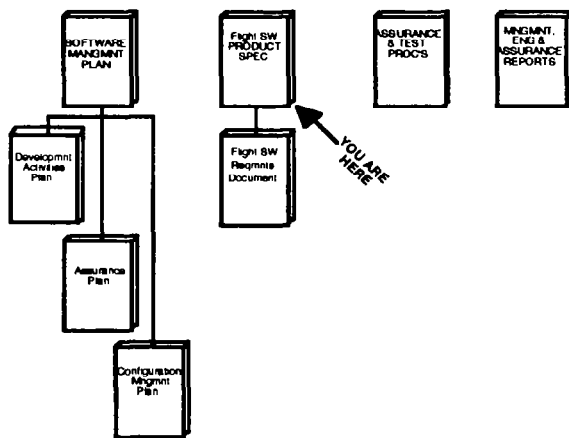 SOFTWARE
MANGMNT
PLAN
Flight SW
PRODUCT
SPEC
ASSURANCE
& TEST
PROC'S
MNGMNT,
ENG &
ASSURANCE
REPORTS
YOU ARE
HERE
Developmnt
Activities
Plan
Flight SW
Reqmnts
Document
Assurance
Plan
Configuration
Mngmnt
Plan